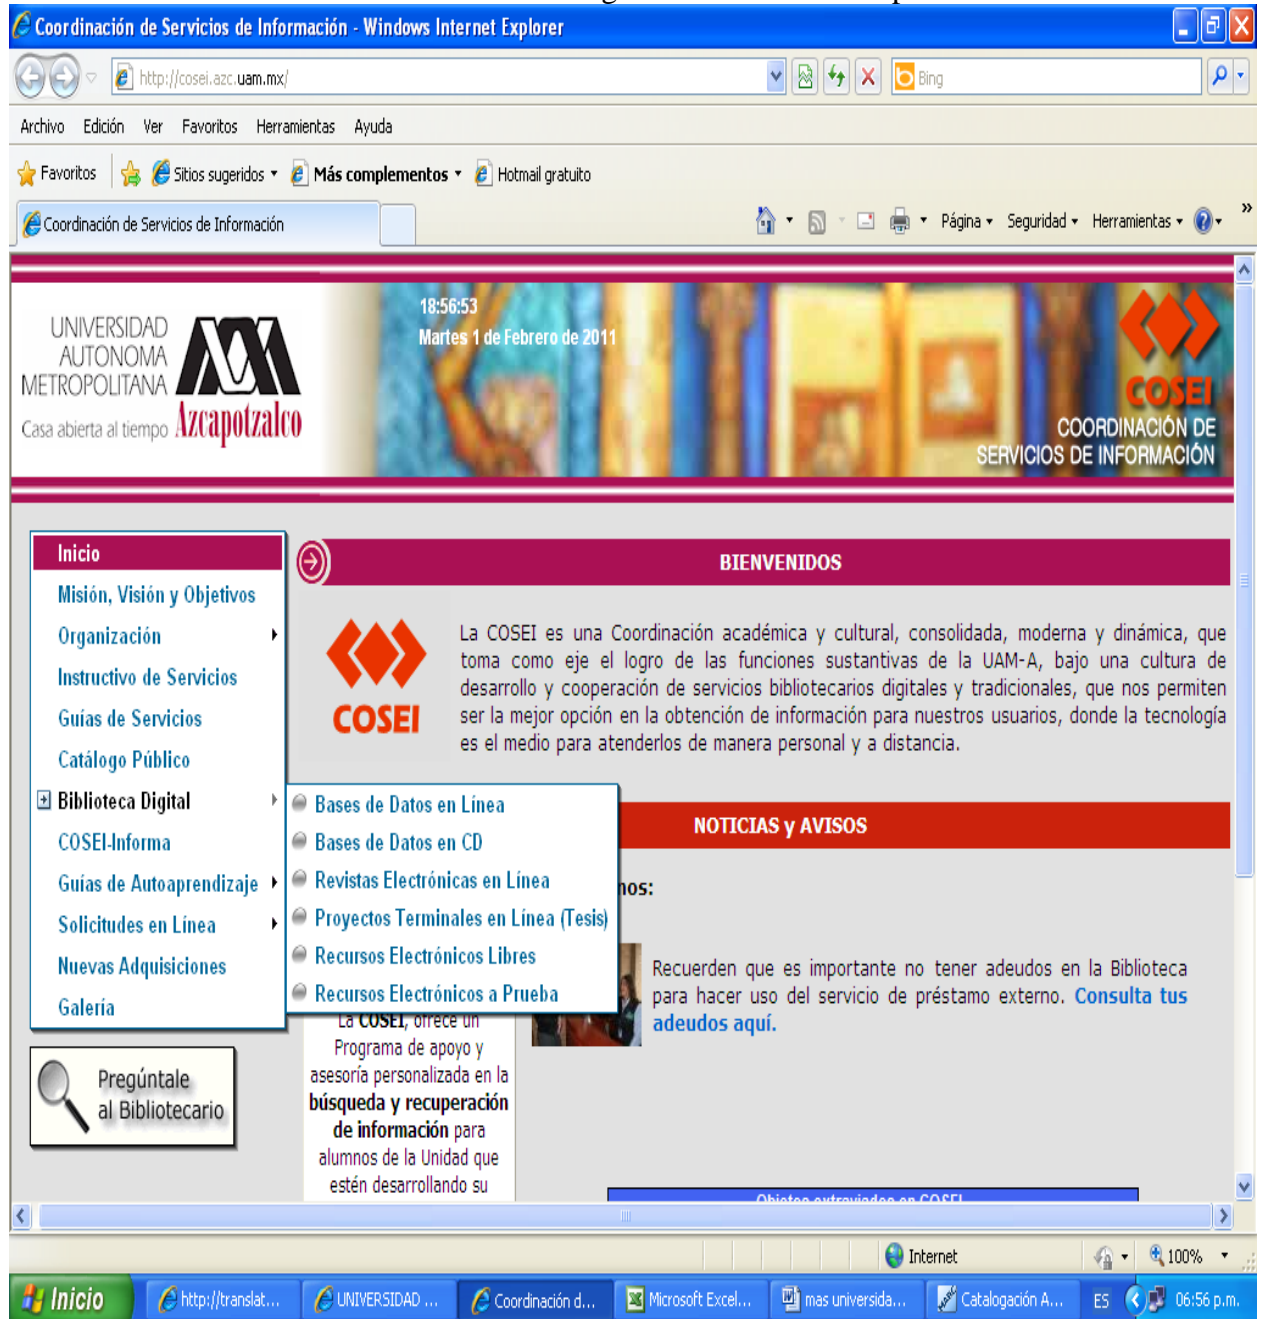 Coordinación de Servicios de Información - Windows Internet Explorer
http://cosei.azc.uam.mx/
Bing
Archivo Edición Ver Favoritos Herramientas Ayuda
Favoritos Sitios sugeridos Más complementos Hotmail gratuito
Coordinación de Servicios de Información
Página Seguridad Herramientas »
UNIVERSIDAD
AUTONOMA
METROPOLITANA
Casa abierta al tiempo Azcapotzalco
18:56:53
Martes 1 de Febrero de 2011
COSEI
COORDINACIÓN DE
SERVICIOS DE INFORMACIÓN
Inicio
Misión, Visión y Objetivos
Organización
Instructivo de Servicios
Guías de Servicios
Catálogo Público
Biblioteca Digital
COSEI-Informa
Guías de Autoaprendizaje
Solicitudes en Línea
Nuevas Adquisiciones
Galería
Bases de Datos en Línea
Bases de Datos en CD
Revistas Electrónicas en Línea
Proyectos Terminales en Línea (Tesis)
Recursos Electrónicos Libres
Recursos Electrónicos a Prueba
Pregúntale
al Bibliotecario
BIENVENIDOS
COSEI
La COSEI es una Coordinación académica y cultural, consolidada, moderna y dinámica, que
toma como eje el logro de las funciones sustantivas de la UAM-A, bajo una cultura de
desarrollo y cooperación de servicios bibliotecarios digitales y tradicionales, que nos permiten
ser la mejor opción en la obtención de información para nuestros usuarios, donde la tecnología
es el medio para atenderlos de manera personal y a distancia.
NOTICIAS y AVISOS
nos:
Recuerden que es importante no tener adeudos en la Biblioteca
para hacer uso del servicio de préstamo externo. Consulta tus
adeudos aquí.
La COSEI, ofrece un
Programa de apoyo y
asesoría personalizada en la
búsqueda y recuperación
de información para
alumnos de la Unidad que
estén desarrollando su
Objetos extraviados en COSEI
Internet 100%
Inicio http://translat... UNIVERSIDAD ... Coordinación d... Microsoft Excel... mas universida... Catalogación A... ES 06:56 p.m.